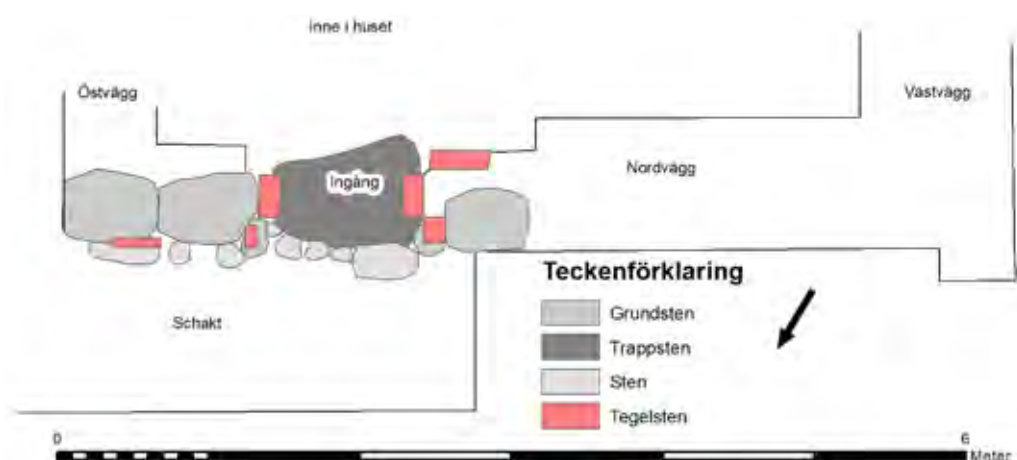 Inne i huset
Östvägg
Västvägg
Ingång
Nordvägg
Teckenförklaring
Grundsten
Schakt
Trappsten
Sten
Tegelsten
0
6
Meter